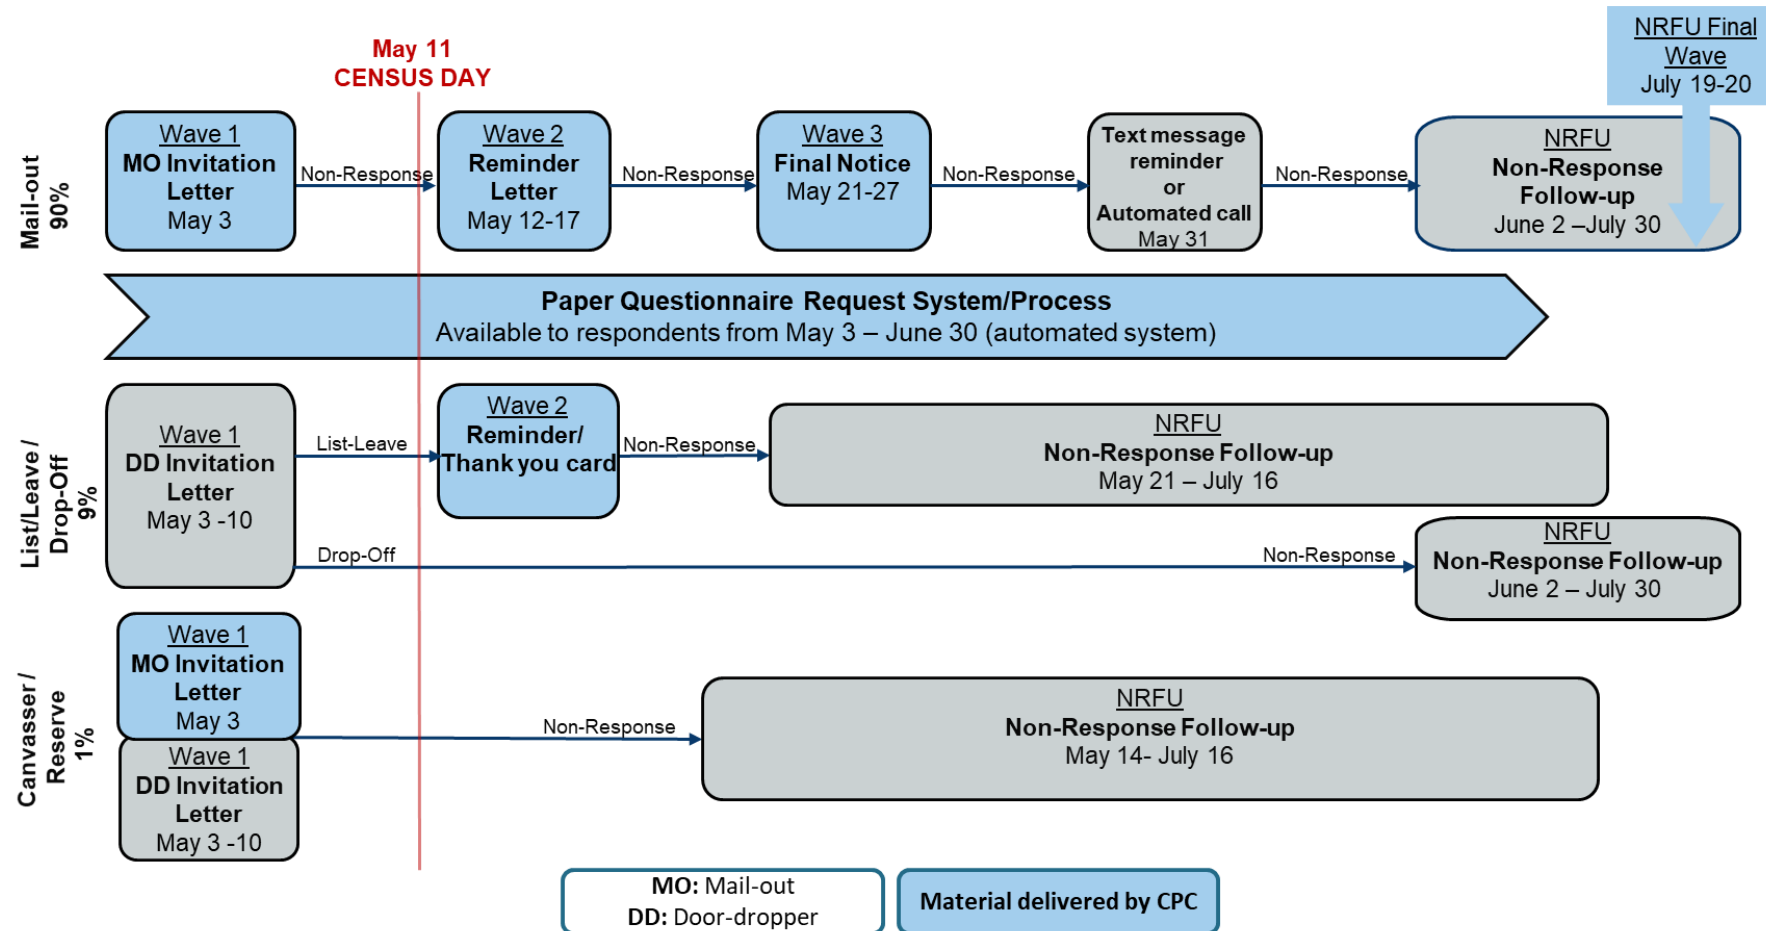 NRFU Final
Wave
July 19-20
May 11
CENSUS DAY
Mail-out
90%
Wave 1
MO Invitation
Letter
May 3
Non-Response
Wave 2
Reminder
Letter
May 12-17
Non-Response
Wave 3
Final Notice
May 21-27
Non-Response
Text message
reminder
or
Automated call
May 31
Non-Response
NRFU
Non-Response
Follow-up
June 2 –July 30
Paper Questionnaire Request System/Process
Available to respondents from May 3 – June 30 (automated system)
List/Leave /
Drop-Off
9%
Wave 1
DD Invitation
Letter
May 3 -10
List-Leave
Wave 2
Reminder/
Thank you card
Non-Response
NRFU
Non-Response Follow-up
May 21 – July 16
Drop-Off
Non-Response
NRFU
Non-Response Follow-up
June 2 – July 30
Canvasser /
Reserve
1%
Wave 1
MO Invitation
Letter
May 3
Wave 1
DD Invitation
Letter
May 3 -10
Non-Response
NRFU
Non-Response Follow-up
May 14- July 16
MO: Mail-out
DD: Door-dropper
Material delivered by CPC